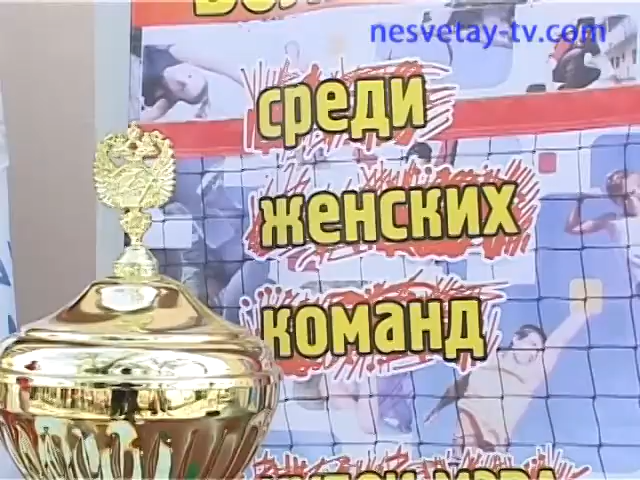 nesvetay-tv.com
среди
женских
команд